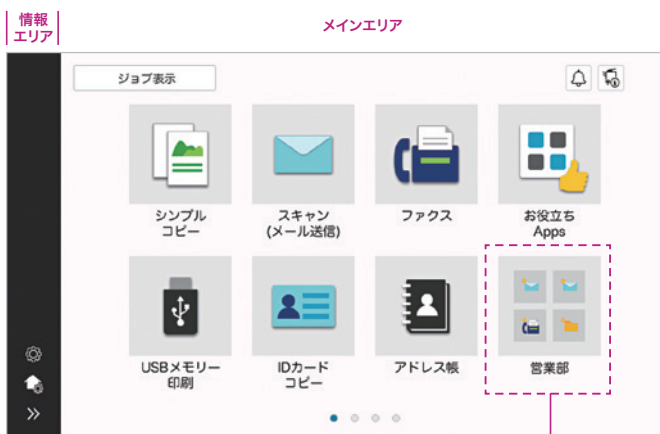 情報
エリア
メインエリア
ジョブ表示
シンプル
コピー
スキャン
(メール送信)
ファクス
お役立ち
Apps
USBメモリー
印刷
IDカード
コピー
アドレス帳
営業部